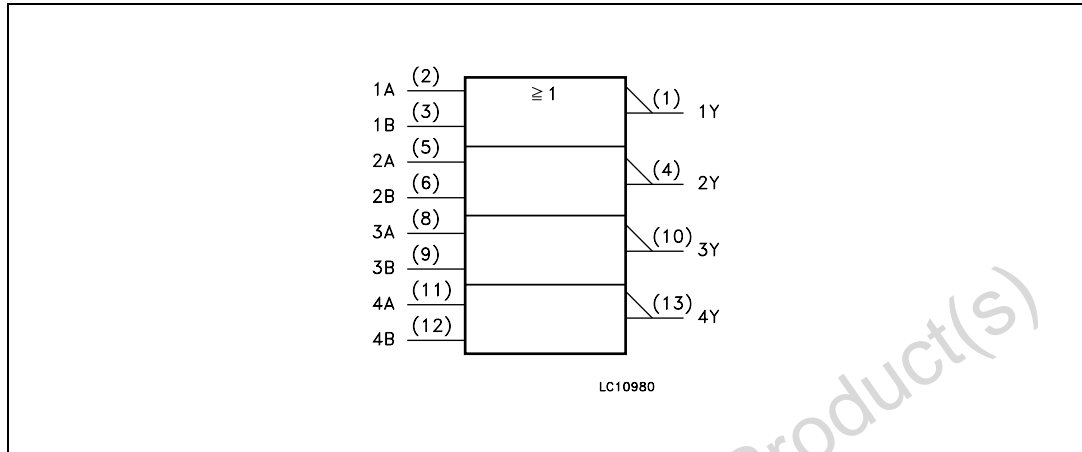 1A (2) ≧1 (1) 1Y
1B (3)
2A (5) (4) 2Y
2B (6)
3A (8) (10) 3Y
3B (9)
4A (11) (13) 4Y
4B (12)
LC10980
Product(s)